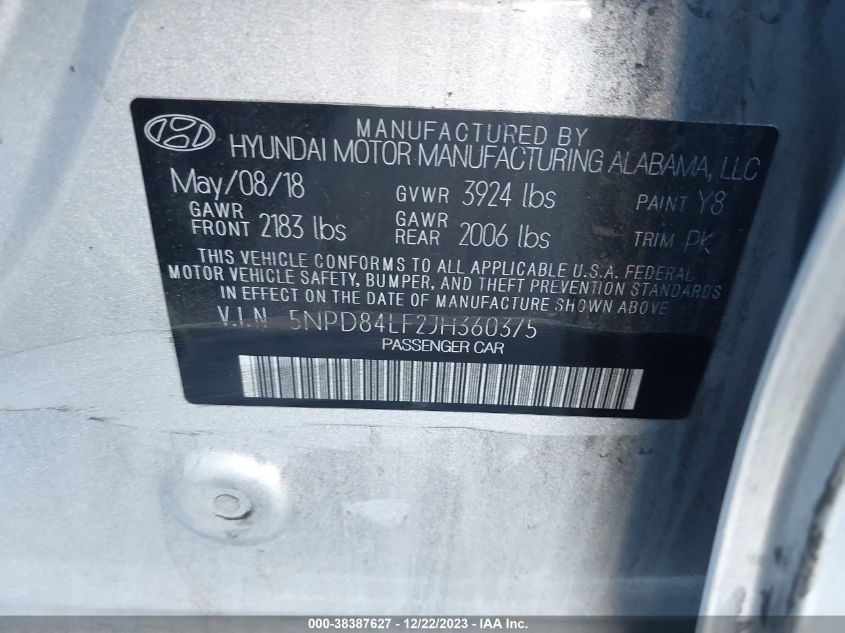 MANUFACTURED BY
HYUNDAI MOTOR MANUFACTURING ALABAMA, LLC
May/08/18 GVWR 3924 lbs PAINT Y8
GAWR FRONT 2183 lbs GAWR REAR 2006 lbs TRIM PK
THIS VEHICLE CONFORMS TO ALL APPLICABLE U.S.A. FEDERAL
MOTOR VEHICLE SAFETY, BUMPER, AND THEFT PREVENTION STANDARDS
IN EFFECT ON THE DATE OF MANUFACTURE SHOWN ABOVE.
V.I.N 5NPD84LF2JH360375
PASSENGER CAR
000-38387627 - 12/22/2023 - IAA Inc.